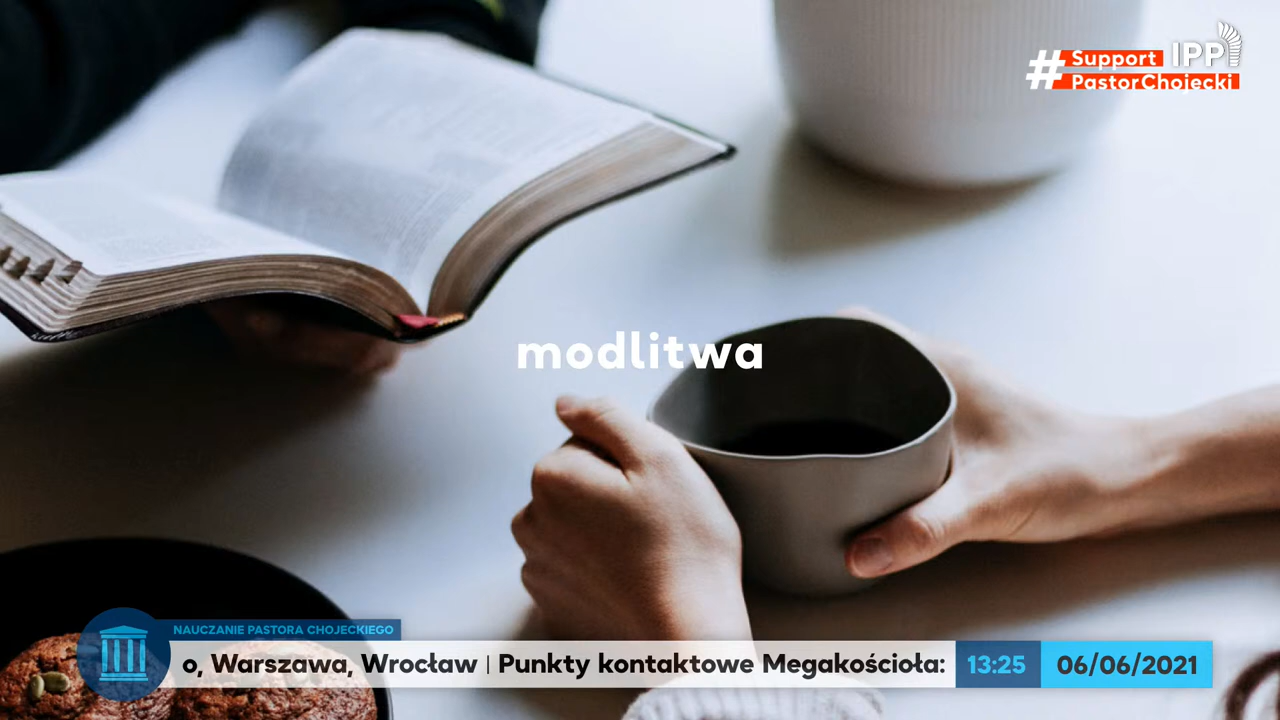 #Support IPP
PastorChojecki
modlitwa
NAUCZANIE PASTORA CHOJECKIEGO
o, Warszawa, Wrocław | Punkty kontaktowe Megakościoła: 13:25 06/06/2021